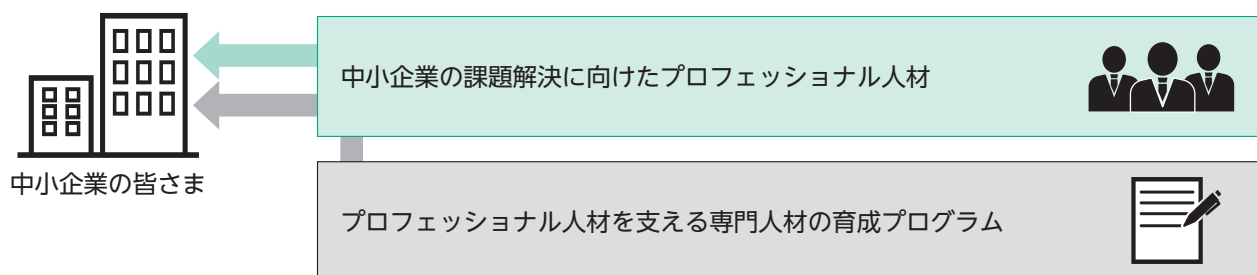 中小企業の課題解決に向けたプロフェッショナル人材
中小企業の皆さま
プロフェッショナル人材を支える専門人材の育成プログラム